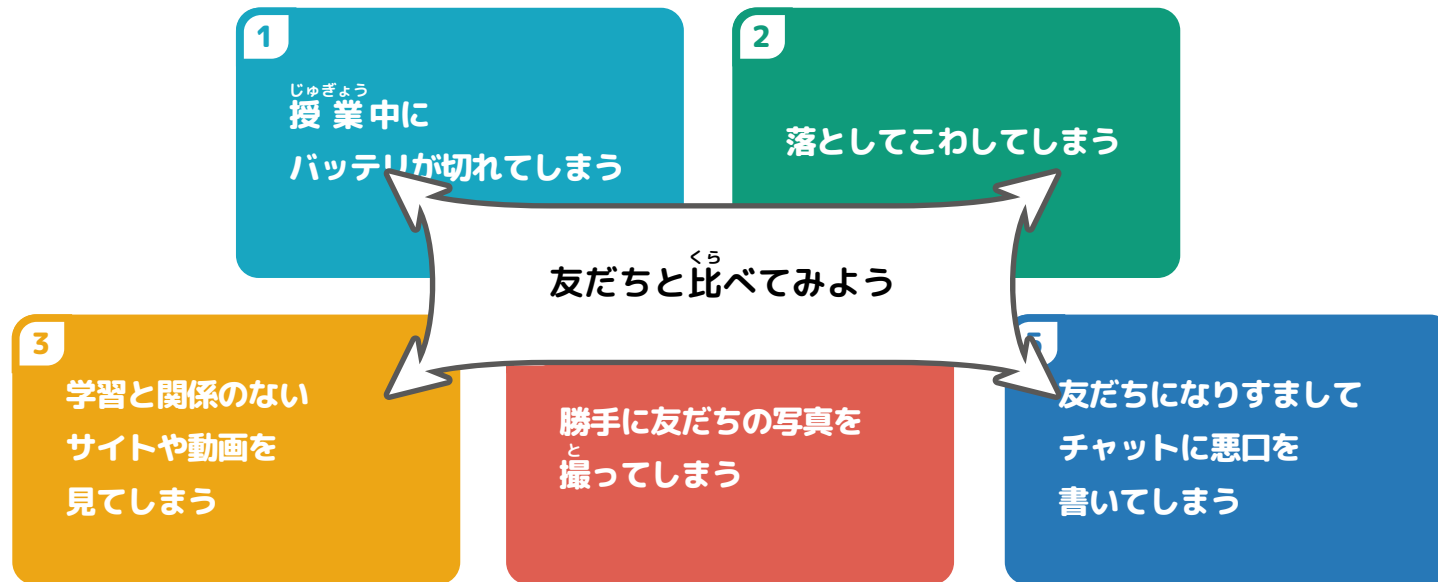 1
じゅぎょう
授業中に
バッテリが切れてしまう
2
落としてこわしてしまう
くら
友だちと比べてみよう
3
学習と関係のない
サイトや動画を
見てしまう
勝手に友だちの写真を
と
撮ってしまう
5
友だちになりすまして
チャットに悪口を
書いてしまう